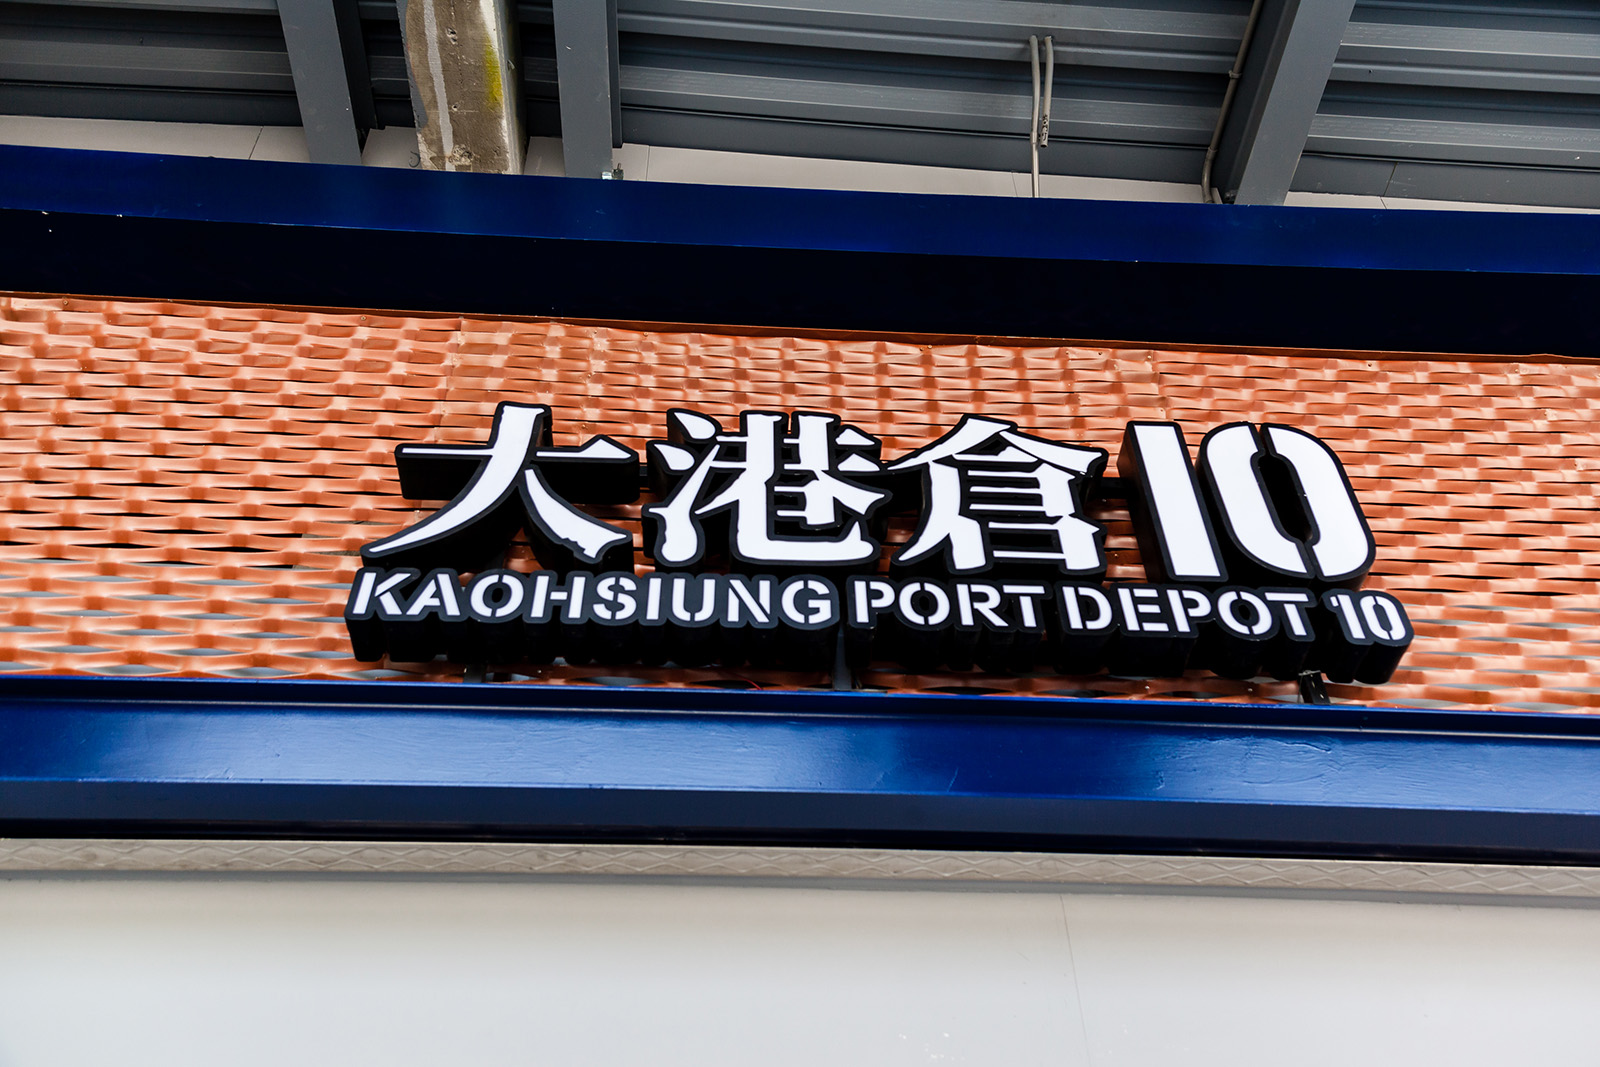 大港倉10
KAOHSIUNG PORT DEPOT 10